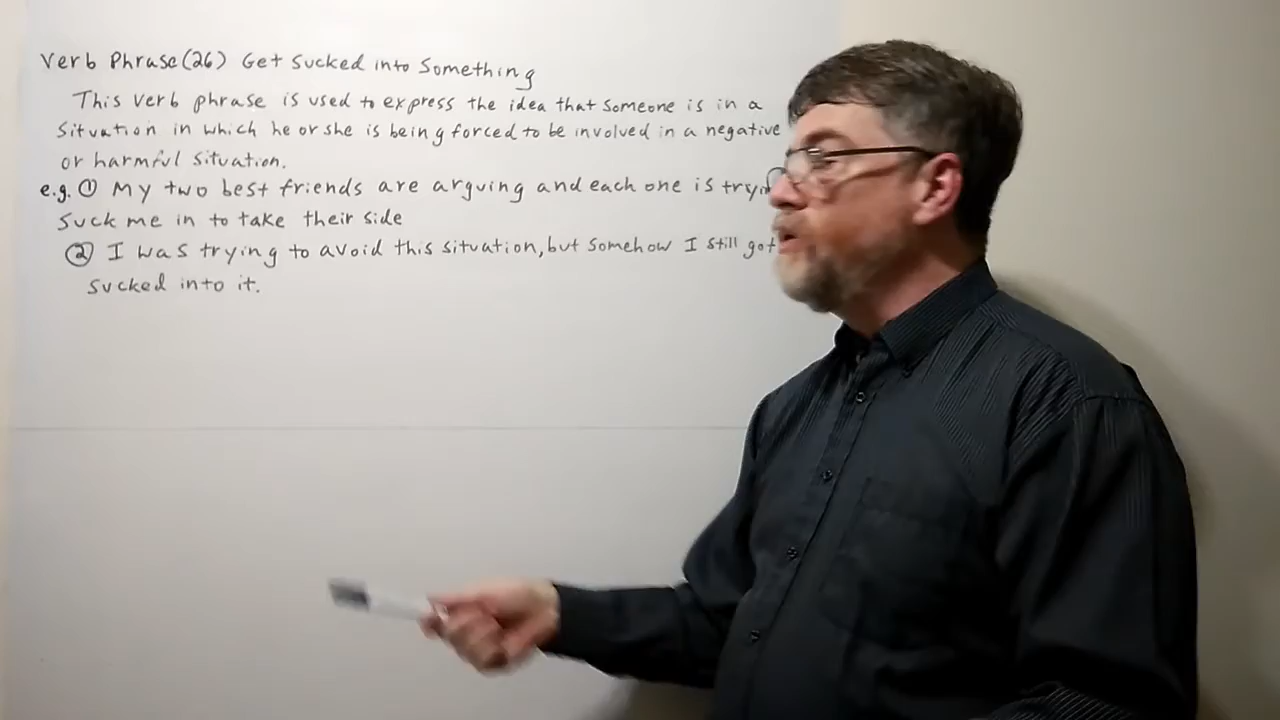 Verb Phrase (26) Get Sucked into Something
This verb phrase is used to express the idea that someone is in a
situation in which he or she is being forced to be involved in a negative
or harmful situation.
e.g. ① My two best friends are arguing and each one is
suck me in to take their side
② I was trying to avoid this situation, but somehow I still got
sucked into it.